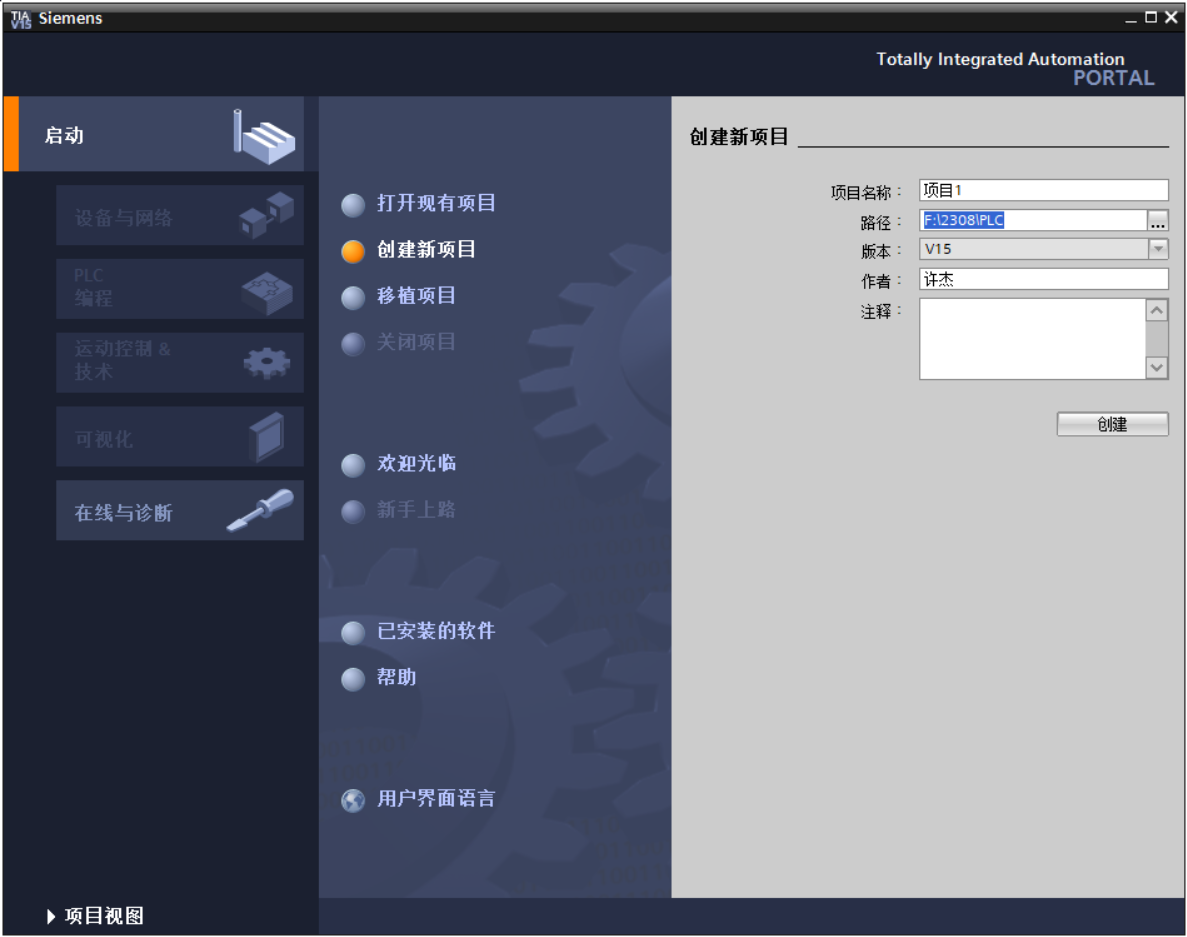 TIA V15 Siemens
Totally Integrated Automation
PORTAL
启动
设备与网络
PLC
编程
运动控制 &
技术
可视化
在线与诊断
项目视图
打开现有项目
创建新项目
移植项目
关闭项目
欢迎光临
新手上路
已安装的软件
帮助
用户界面语言
创建新项目
项目名称： 项目1
路径： F:\2308\PLC ...
版本： V15
作者： 许杰
注释：
创建